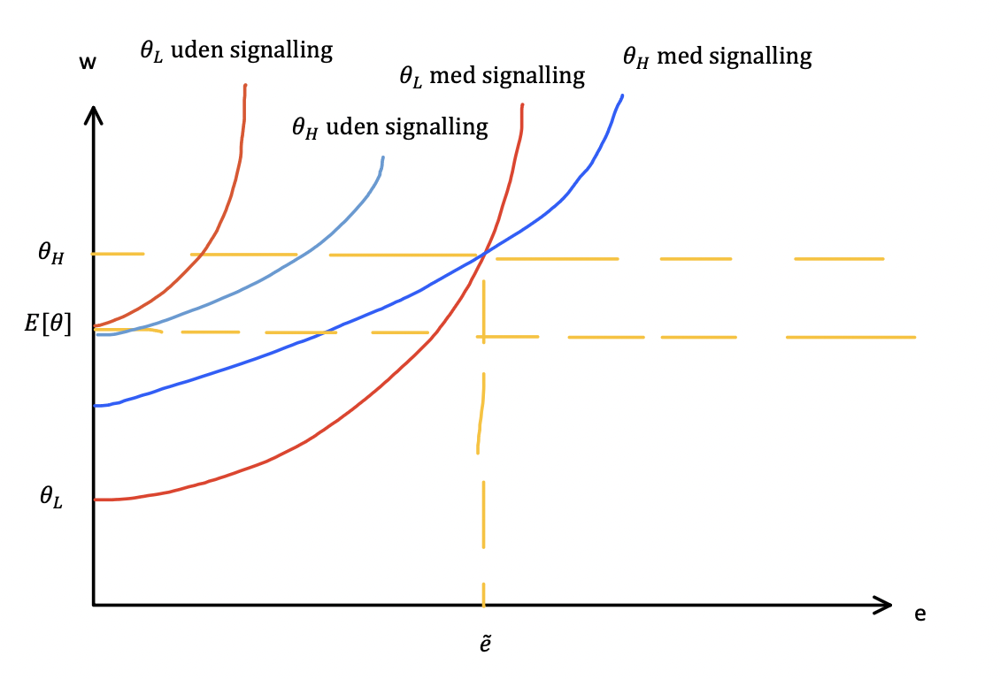 w
θ_L uden signalling
θ_L med signalling
θ_H med signalling
θ_H uden signalling
θ_H
E[θ]
θ_L
e
ẽ